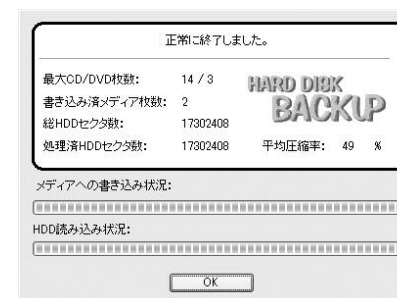 正常に終了しました。
最大CD/DVD枚数: 14 / 3
HARD DISK
書き込み済メディア枚数: 2
BACKUP
総HDDセクタ数: 17302408
処理済HDDセクタ数: 17302408 平均圧縮率: 49 %
メディアへの書き込み状況:
HDD読み込み状況:
OK